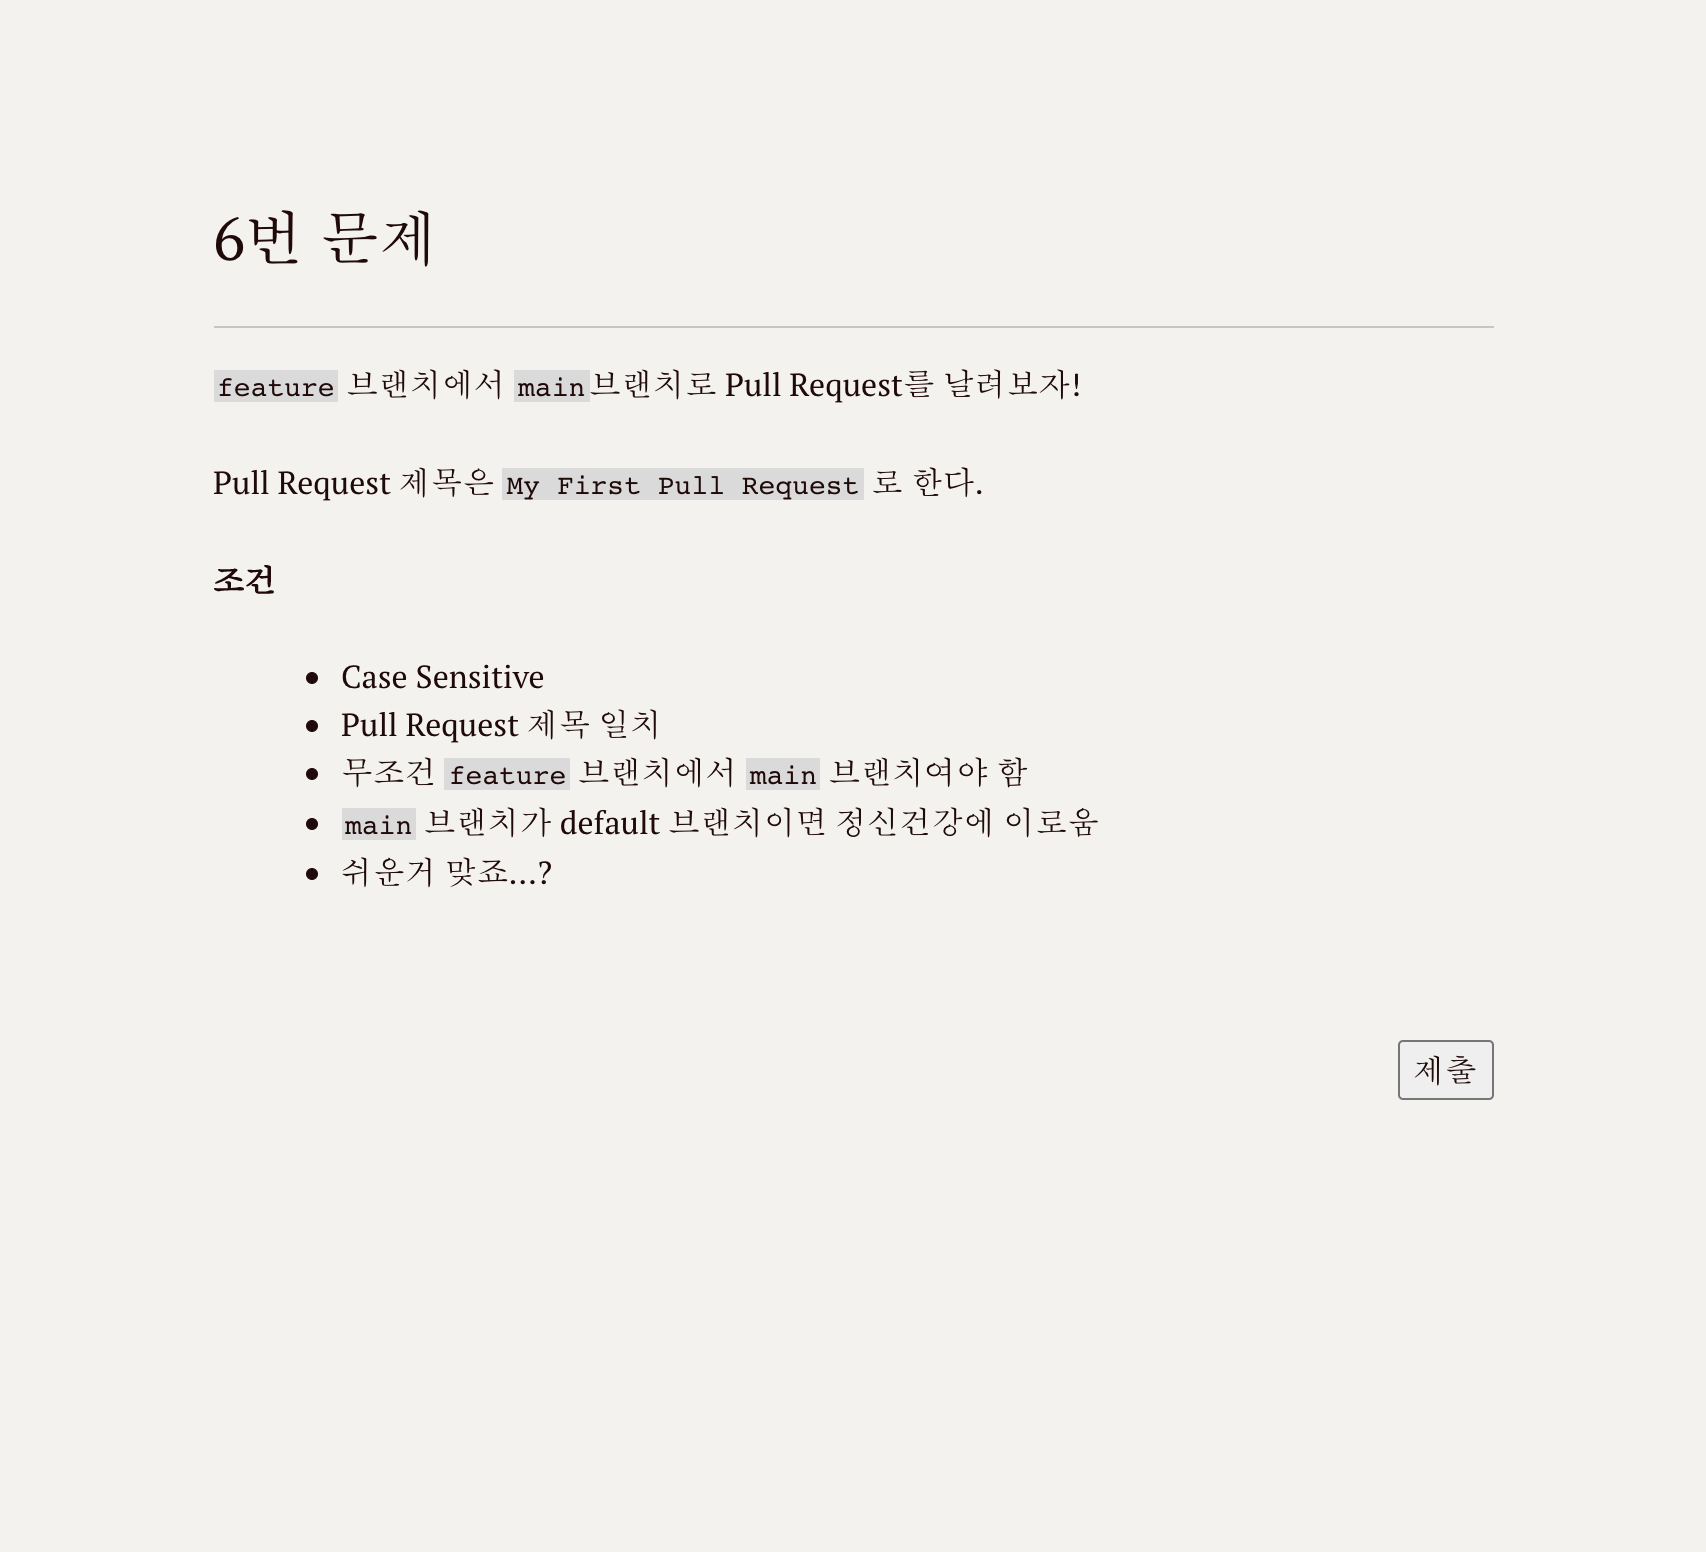 6번 문제
feature 브랜치에서 main브랜치로 Pull Request를 날려보자!
Pull Request 제목은 My First Pull Request 로 한다.
조건
• Case Sensitive
• Pull Request 제목 일치
• 무조건 feature 브랜치에서 main 브랜치여야 함
• main 브랜치가 default 브랜치이면 정신건강에 이로움
• 쉬운거 맞죠...?
제출